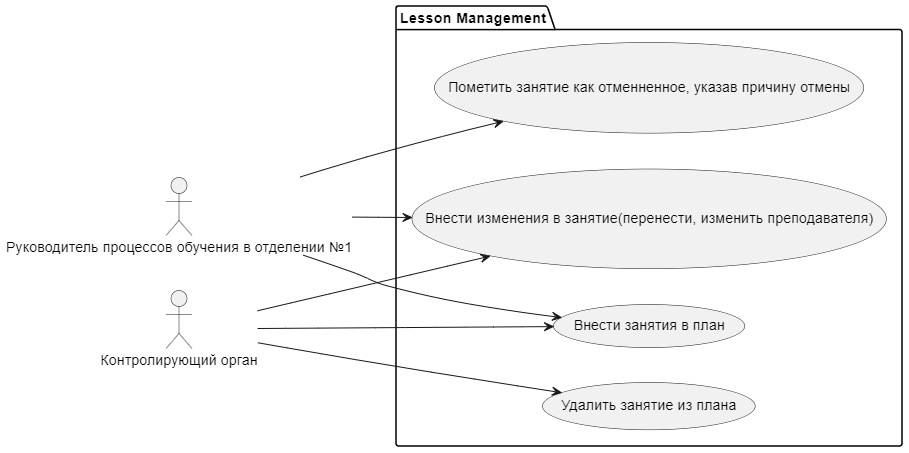 Lesson Management
Пометить занятие как отменненное, указав причину отмены
Руководитель процессов обучения в отделении №1
Внести изменения в занятие(перенести, изменить преподавателя)
Контролирующий орган
Внести занятия в план
Удалить занятие из плана